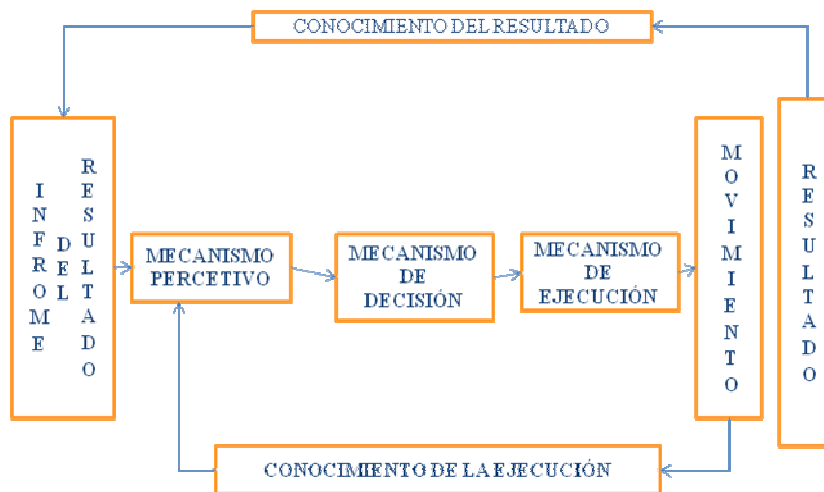 CONOCIMIENTO DEL RESULTADO
INFROME
DEL
RESULTADO
MECANISMO
PERCETIVO
MECANISMO
DE
DECISIÓN
MECANISMO
DE
EJECUCIÓN
MOVIMIENTO
RESULTADO
CONOCIMIENTO DE LA EJECUCIÓN